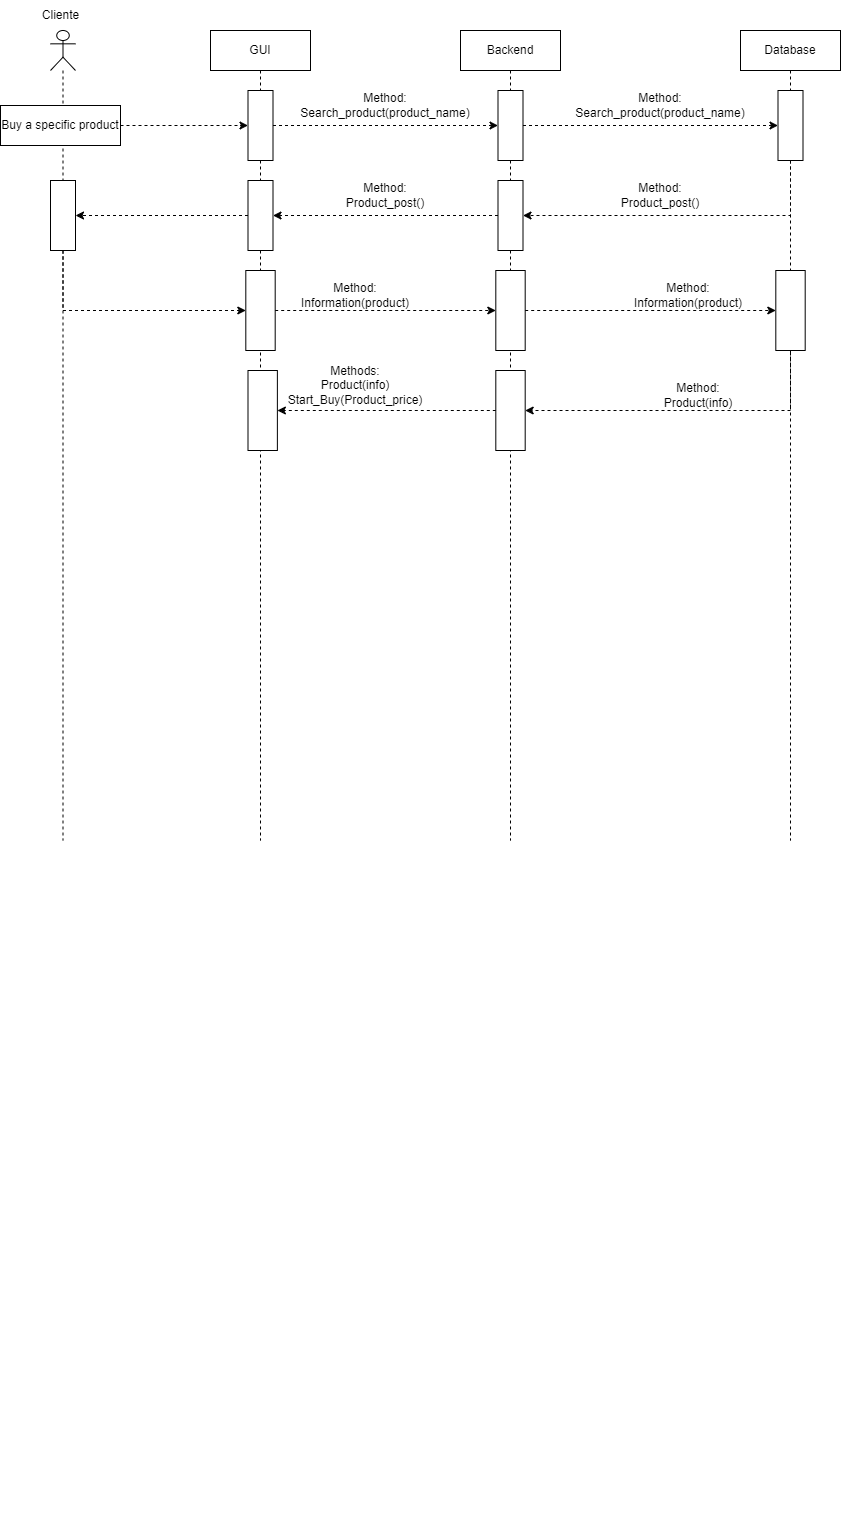 Cliente
GUI
Backend
Database
Buy a specific product
Method:
Search_product(product_name)
Method:
Search_product(product_name)
Method:
Product_post()
Method:
Product_post()
Method:
Information(product)
Method:
Information(product)
Methods:
Product(info)
Start_Buy(Product_price)
Method:
Product(info)